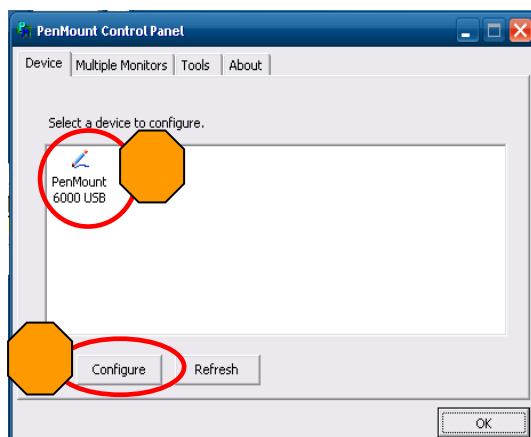 PenMount Control Panel
Device Multiple Monitors Tools About
Select a device to configure.
PenMount
6000 USB
Configure Refresh
OK